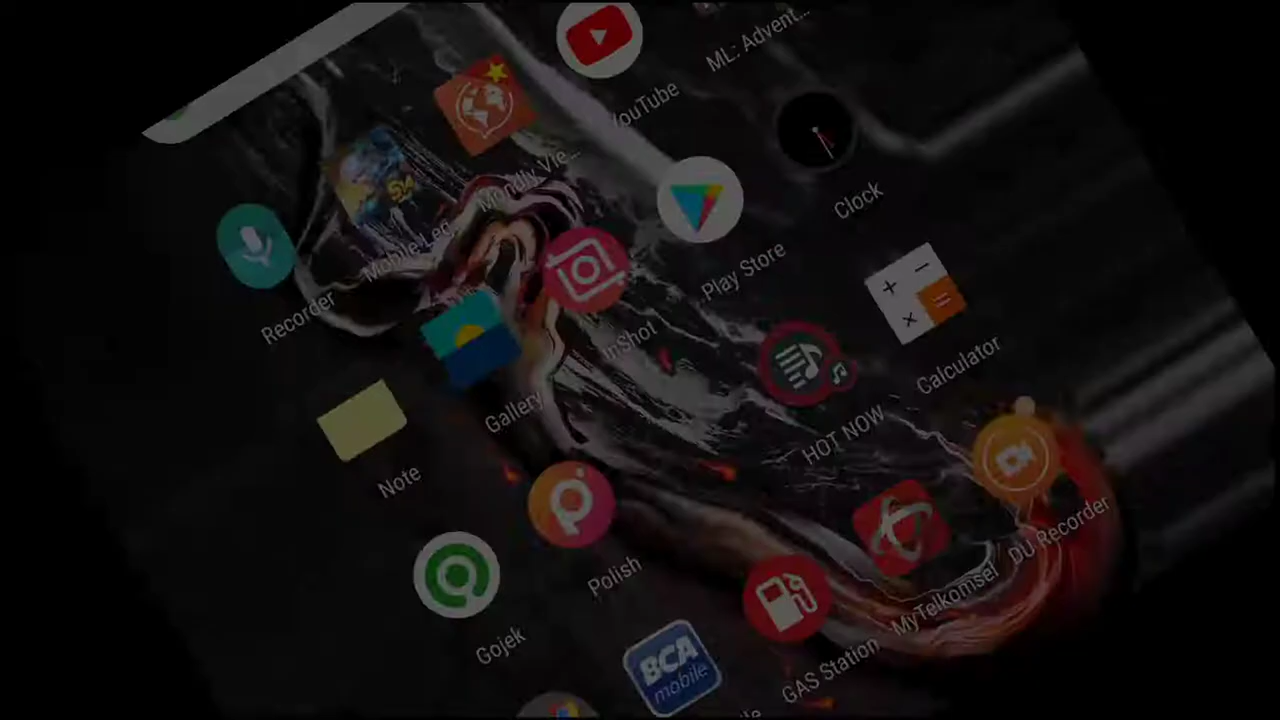 YouTube
ML: Advent...
Mondly Vie...
Clock
Mobile Leg
Play Store
Recorder
InShot
Calculator
Gallery
HOT NOW
Note
DU Recorder
Polish
MyTelkomsel
Gojek
GAS Station
BCA
mobile